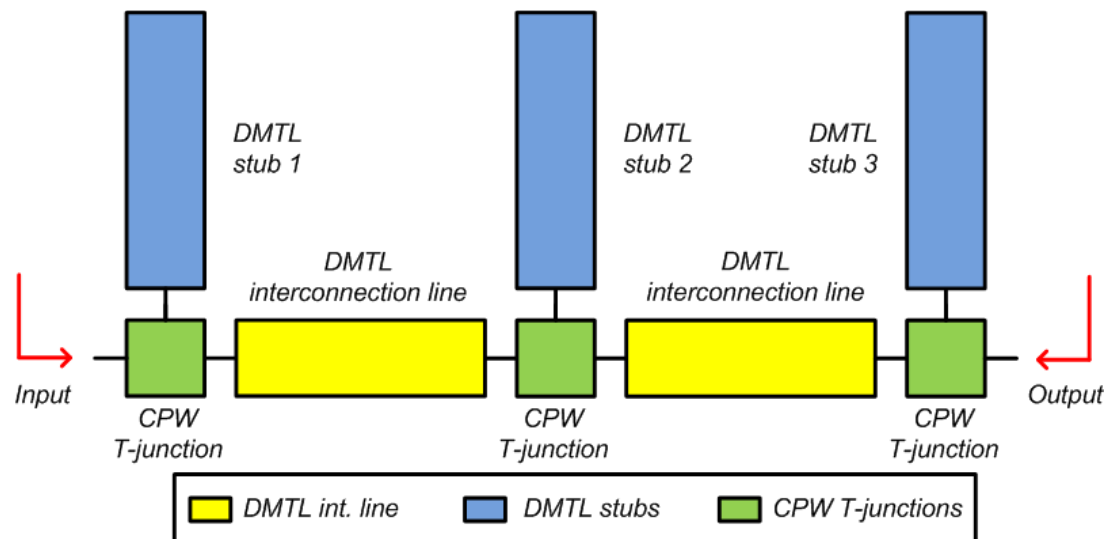 DMTL
stub 1
DMTL
stub 2
DMTL
stub 3
DMTL
interconnection line
DMTL
interconnection line
Input
Output
CPW
T-junction
CPW
T-junction
CPW
T-junction
DMTL int. line
DMTL stubs
CPW T-junctions